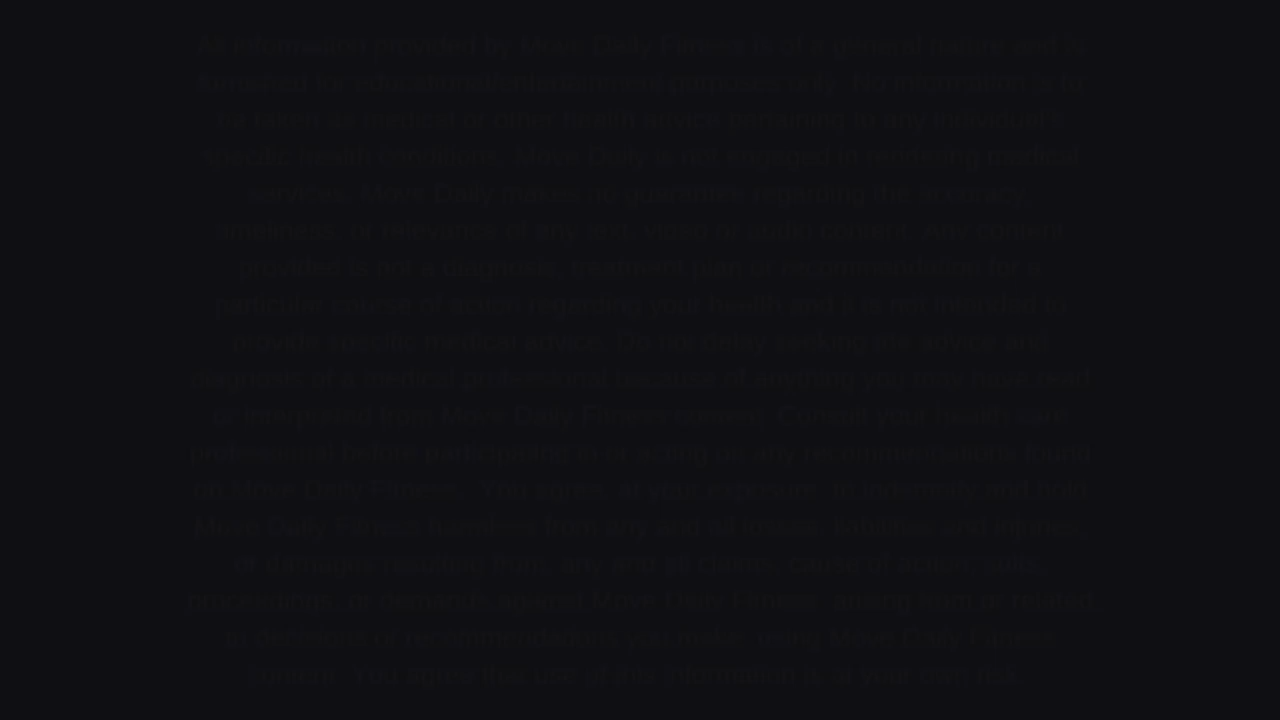 All information provided by Move Daily Fitness is of a general nature and is
furnished for educational/entertainment purposes only. No information is to
be taken as medical or other health advice pertaining to any individual
specific health conditions. Move Daily is not engaged in rendering medical
services. Move Daily makes no guarantee regarding the accuracy,
timeliness, or relevance of any text, video or audio content. Any content
provided is not a diagnosis, treatment plan or recommendation for a
particular course of action regarding your health and it is not intended to
provide specific medical advice. Do not delay seeking the advice and
diagnosis of a medical professional because of anything you may have read
or interpreted from Move Daily Fitness Consult your health care
professional before participating in or acting on any recommendations found
on Move Daily Fitness. You agree, at your expense, to indemnify and hold
Move Daily Fitness harmless from any and all losses, liabilities and injuries,
or damages resulting from, any and all claims, cause of action, suits,
proceedings, or demands against Move Daily Fitness arising from or related
to decisions or recommendations you make, using Move Daily Fitness
content. You agree that use of this information is at your own risk.